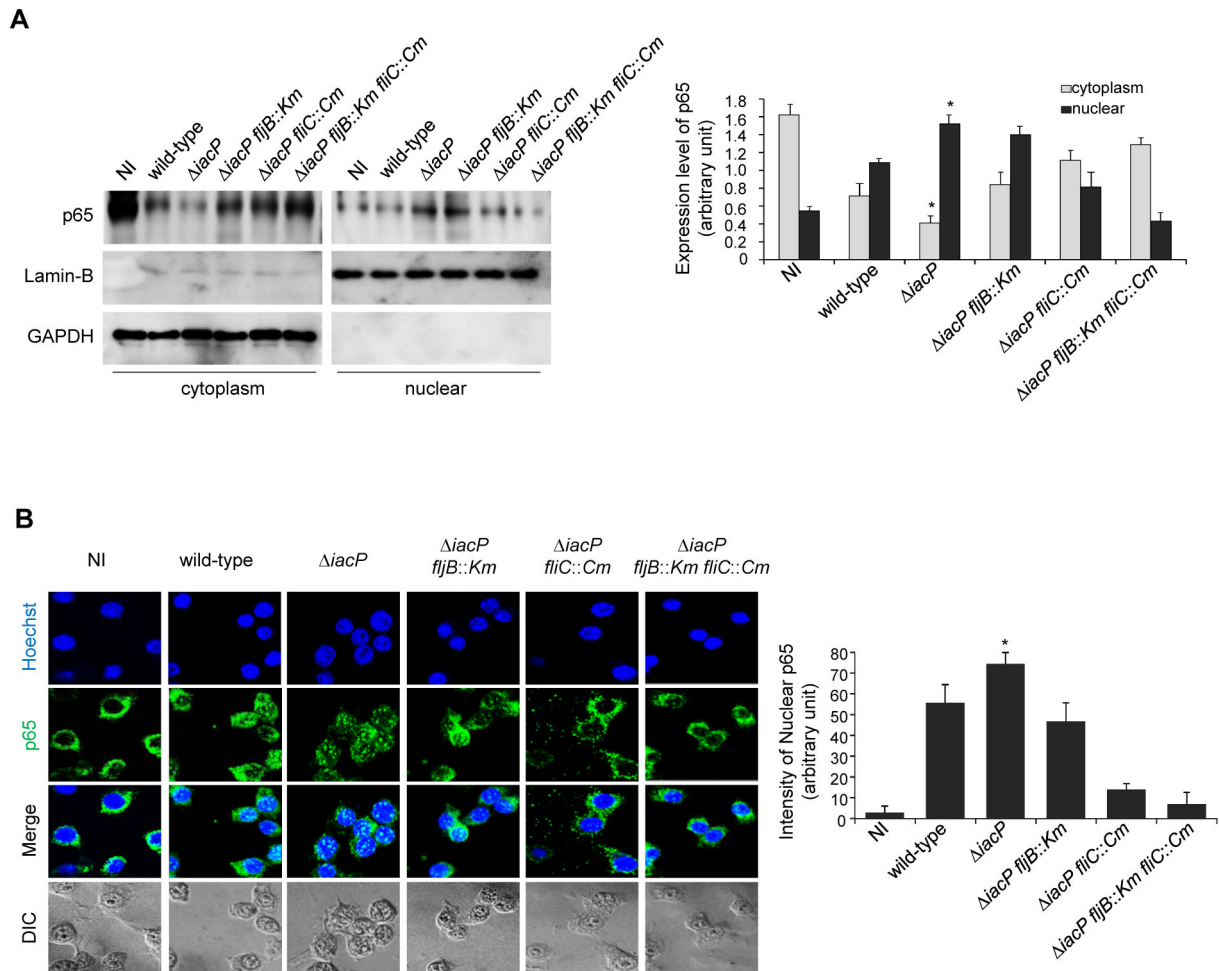 A
NI
wild-type
ΔiacP
ΔiacP fljB::Km
ΔiacP fliC::Cm
ΔiacP fljB::Km fliC::Cm
NI
wild-type
ΔiacP
ΔiacP fljB::Km
ΔiacP fliC::Cm
ΔiacP fljB::Km fliC::Cm
p65
Lamin-B
GAPDH
cytoplasm
nuclear
Expression level of p65
(arbitrary unit)
1.8
1.6
1.4
1.2
1.0
0.8
0.6
0.4
0.2
0
cytoplasm
nuclear
*
*
NI
wild-type
ΔiacP
ΔiacP fljB::Km
ΔiacP fliC::Cm
ΔiacP fljB::Km fliC::Cm
B
NI
wild-type
ΔiacP
ΔiacP
fljB::Km
ΔiacP
fliC::Cm
ΔiacP
fljB::Km fliC::Cm
Hoechst
p65
Merge
DIC
Intensity of Nuclear p65
(arbitrary unit)
80
70
60
50
40
30
20
10
0
*
NI
wild-type
ΔiacP
ΔiacP fljB::Km
ΔiacP fliC::Cm
ΔiacP fljB::Km fliC::Cm